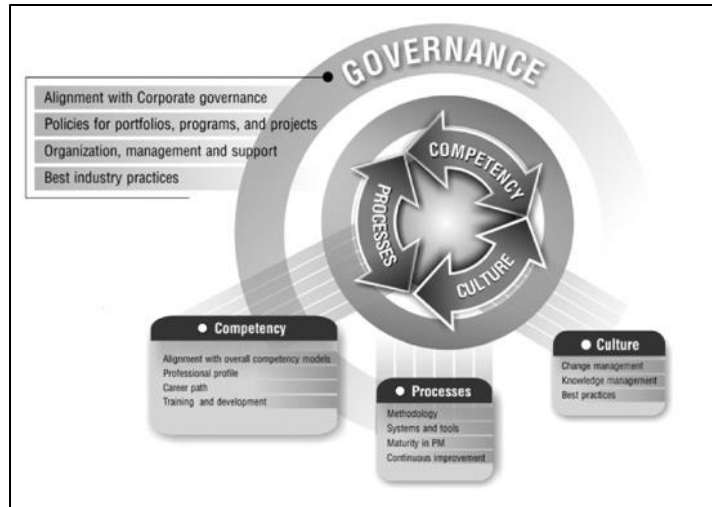 GOVERNANCE
Alignment with Corporate governance
Policies for portfolios, programs, and projects
Organization, management and support
Best industry practices
COMPETENCY
PROCESSES
CULTURE
Competency
Alignment with overall competency models
Professional profile
Career path
Training and development
Processes
Methodology
Systems and tools
Maturity in PM
Continuous improvement
Culture
Change management
Knowledge management
Best practices